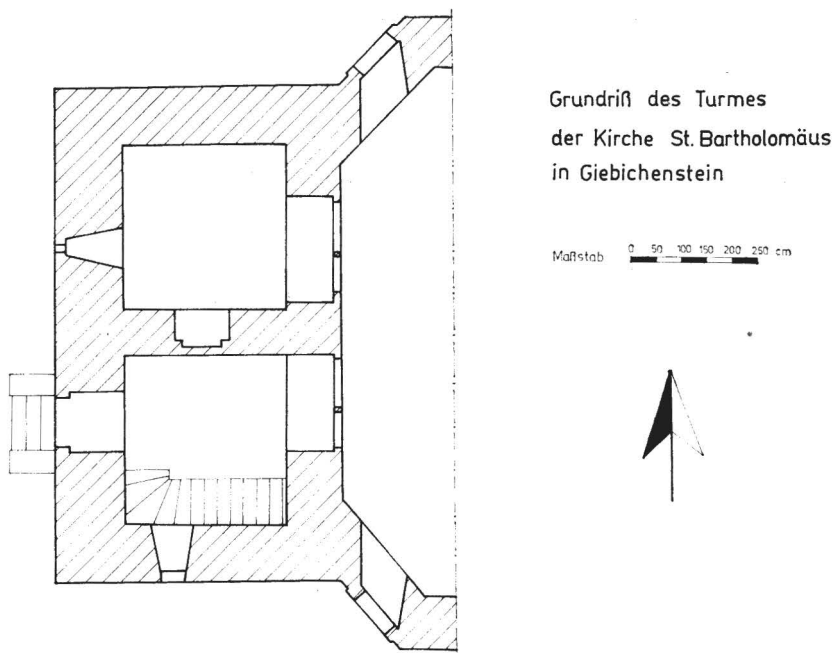 Grundriß des Turmes
der Kirche St. Bartholomäus
in Giebichenstein
Maßstab 0 50 100 150 200 250 cm